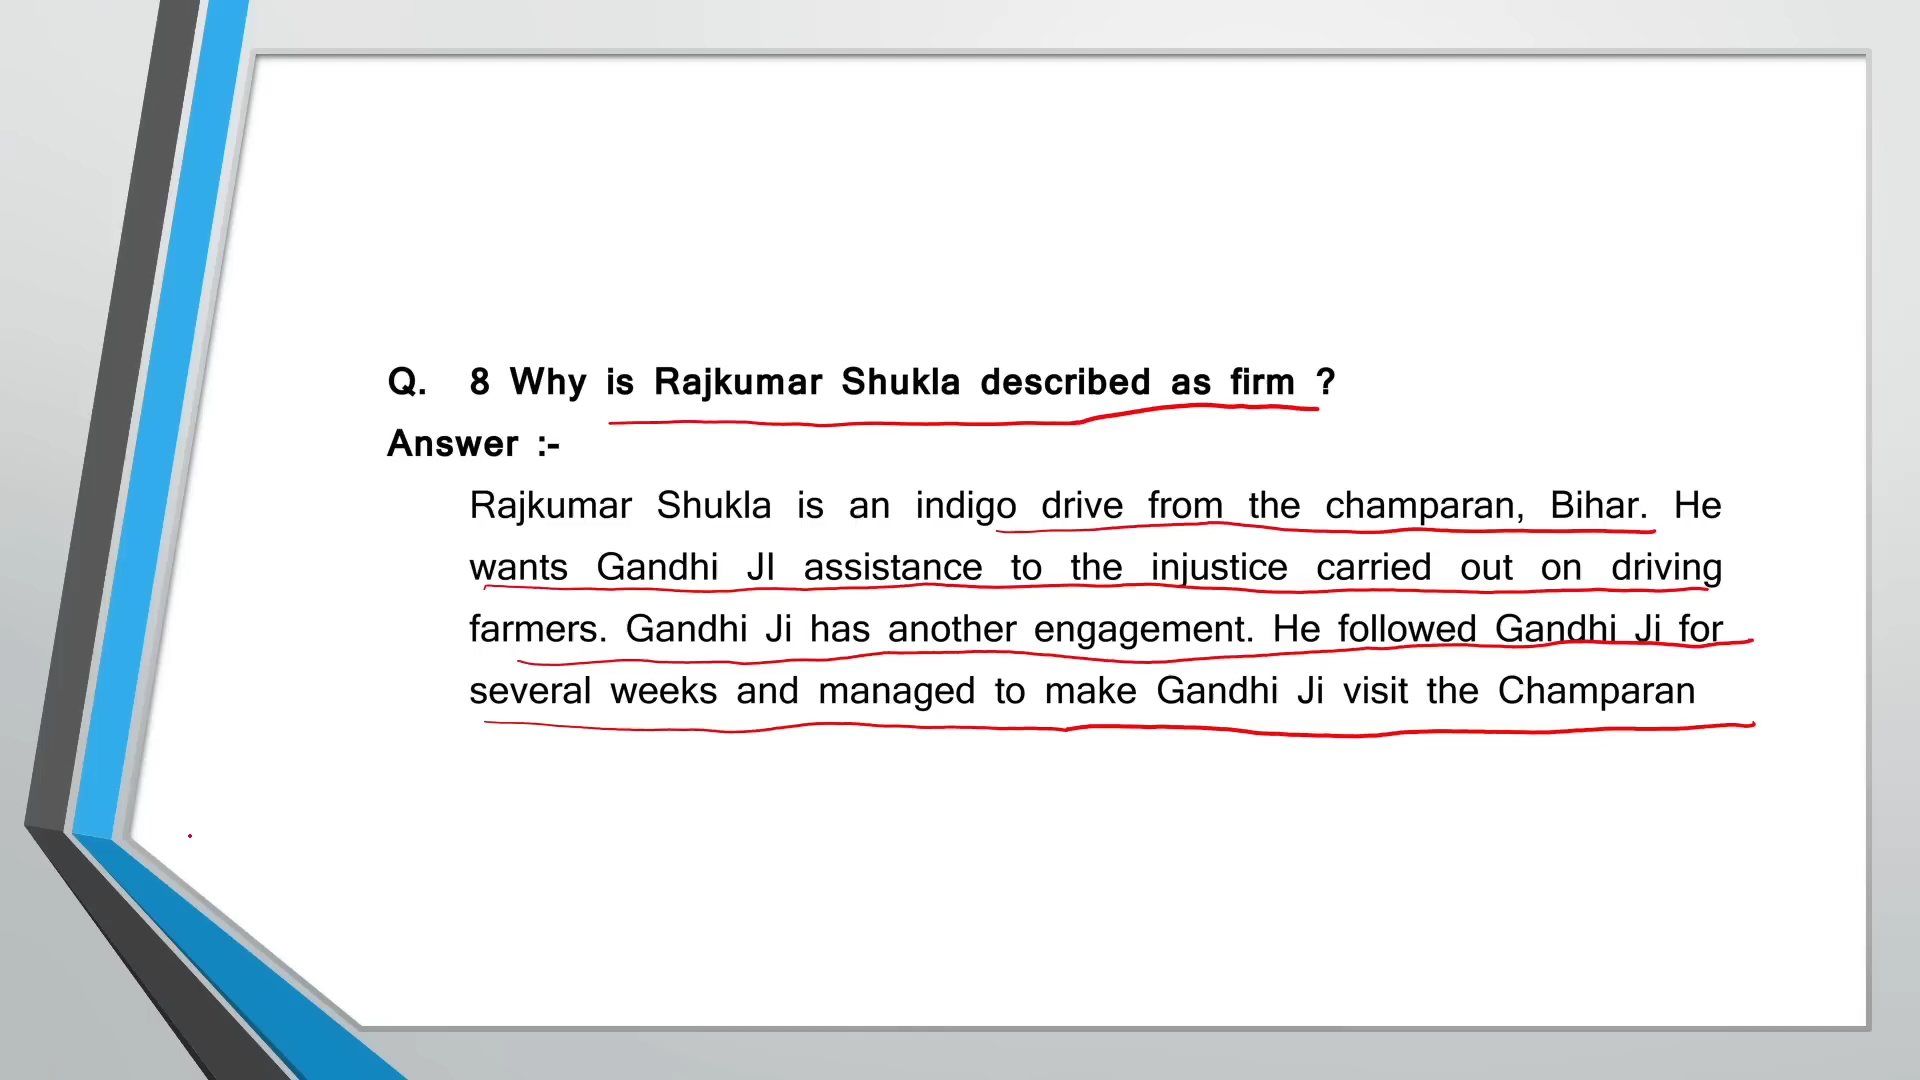 Q. 8 Why is Rajkumar Shukla described as firm ?
Answer :-
Rajkumar Shukla is an indigo drive from the champaran, Bihar. He
wants Gandhi JI assistance to the injustice carried out on driving
farmers. Gandhi Ji has another engagement. He followed Gandhi Ji for
several weeks and managed to make Gandhi Ji visit the Champaran